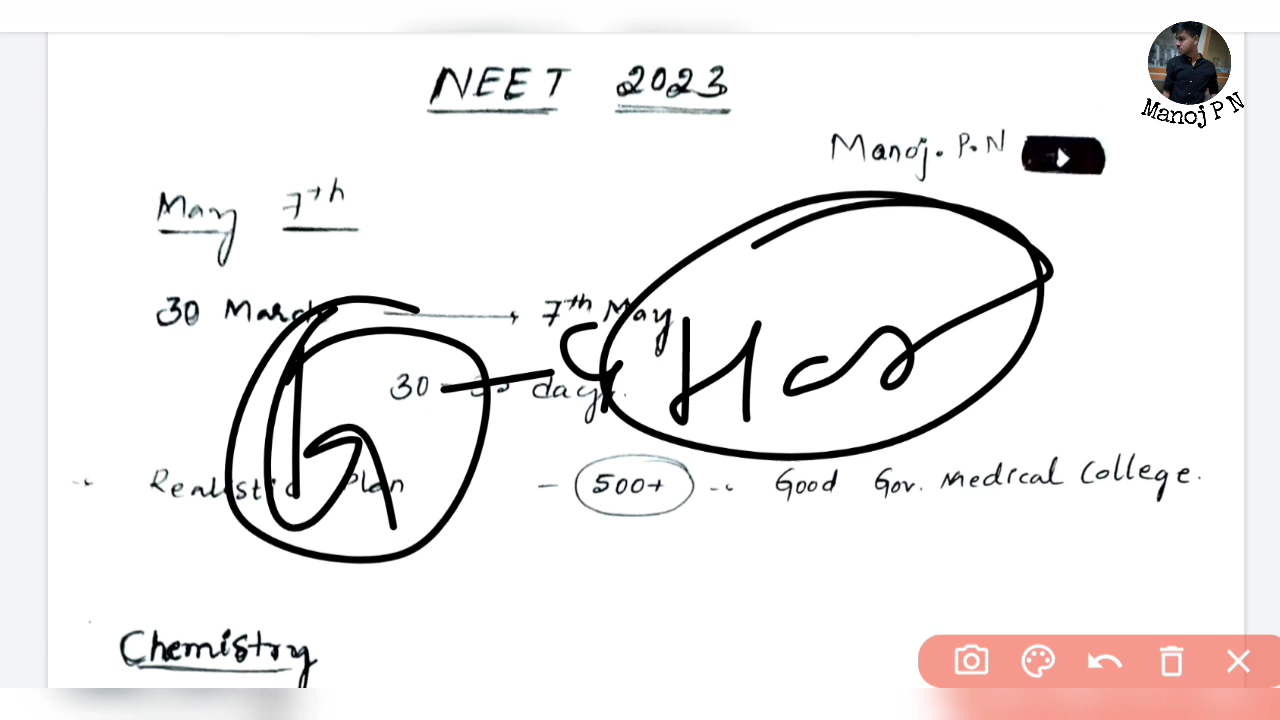 NEET 2023
Manoj P N
Manoj. P.N
May 7th
30 March → 7th May
30 days.
Realistic Plan - 500+ Good Gov. Medical College.
Chemistry